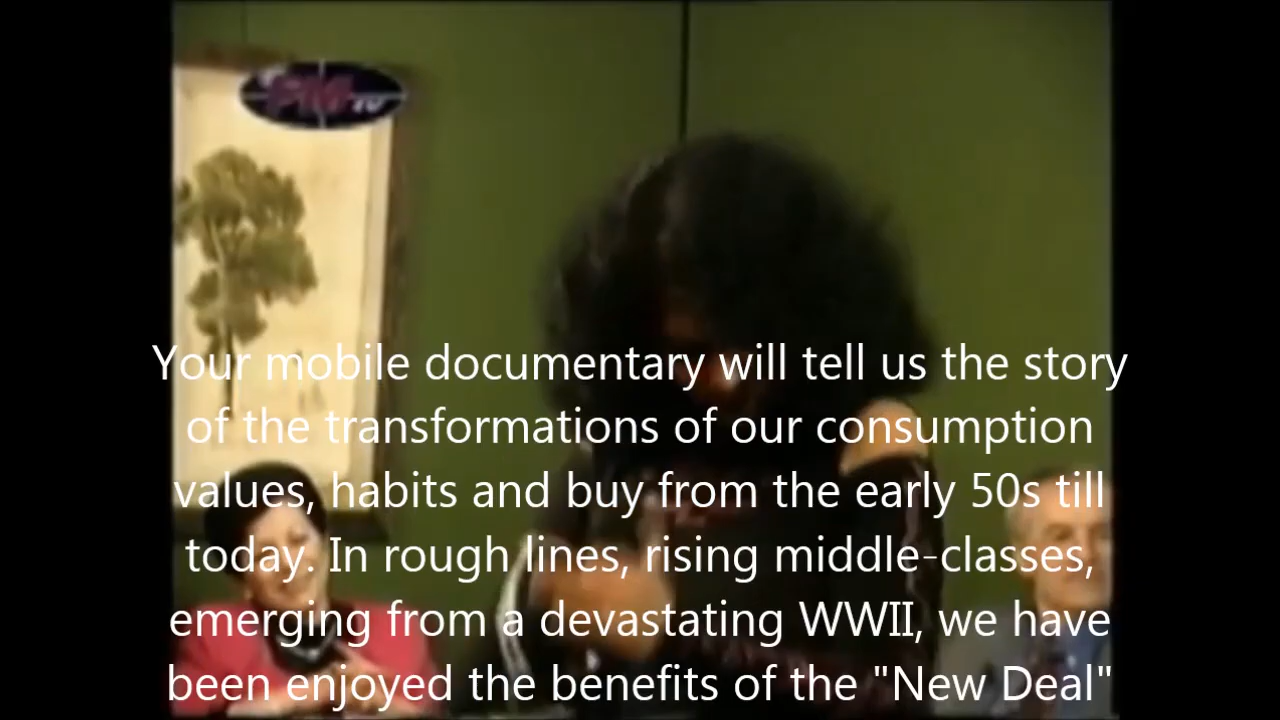 Your mobile documentary will tell us the story
of the transformations of our consumption
values, habits and buy from the early 50s till
today. In rough lines, rising middle-classes,
emerging from a devastating WWII, we have
been enjoyed the benefits of the "New Deal"